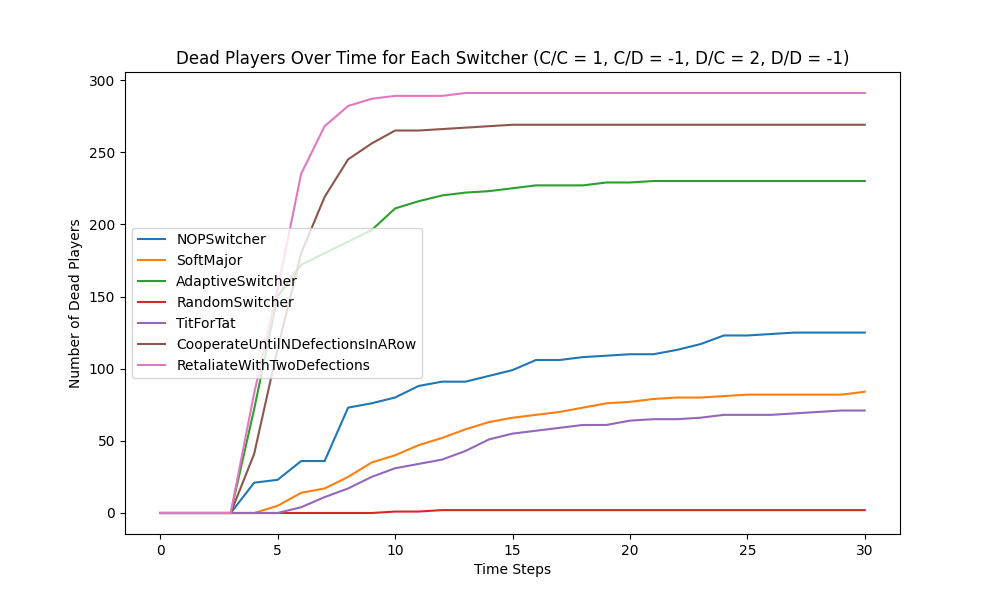 Dead Players Over Time for Each Switcher (C/C = 1, C/D = -1, D/C = 2, D/D = -1)
Number of Dead Players
300
250
200
150
100
50
0
NOPSwitcher
SoftMajor
AdaptiveSwitcher
RandomSwitcher
TitForTat
CooperateUntilNDefectionsInARow
RetaliateWithTwoDefections
0 5 10 15 20 25 30
Time Steps